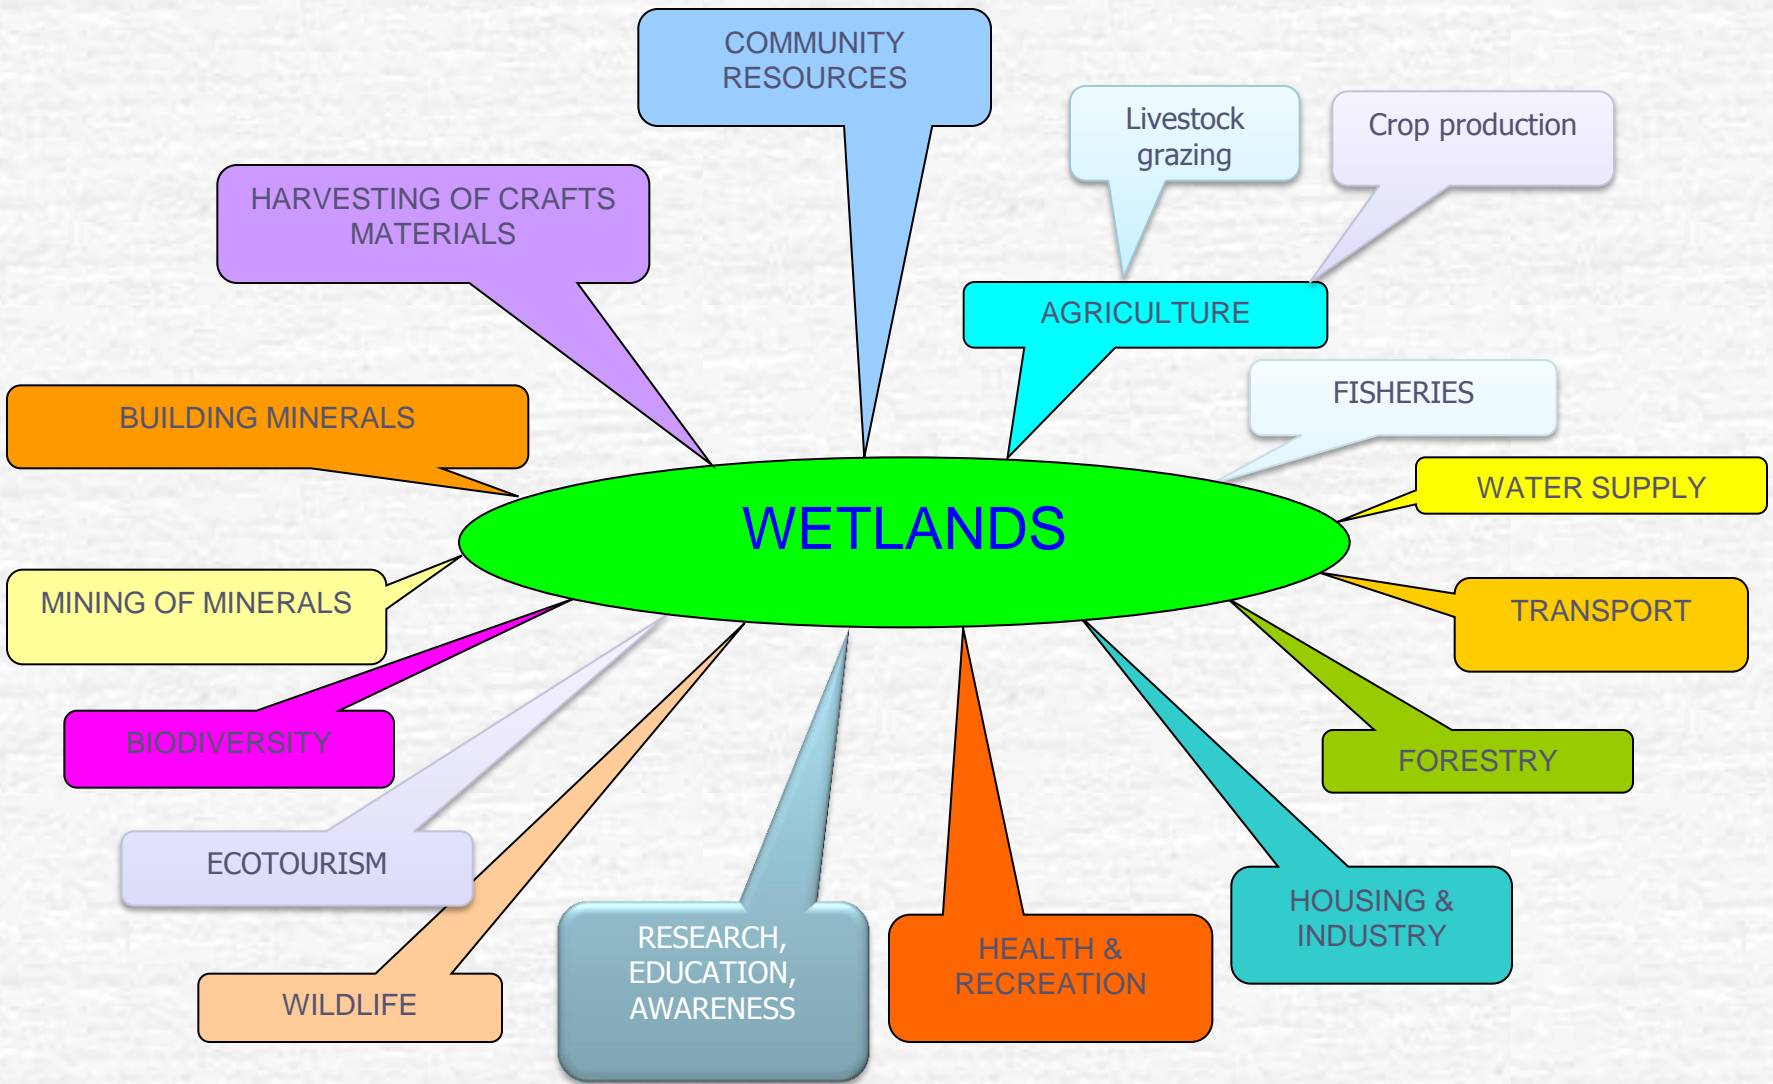 COMMUNITY
RESOURCES
Livestock
grazing
Crop production
HARVESTING OF CRAFTS
MATERIALS
AGRICULTURE
BUILDING MINERALS
FISHERIES
WATER SUPPLY
WETLANDS
MINING OF MINERALS
TRANSPORT
BIODIVERSITY
FORESTRY
ECOTOURISM
HOUSING &
INDUSTRY
WILDLIFE
RESEARCH,
EDUCATION,
AWARENESS
HEALTH &
RECREATION